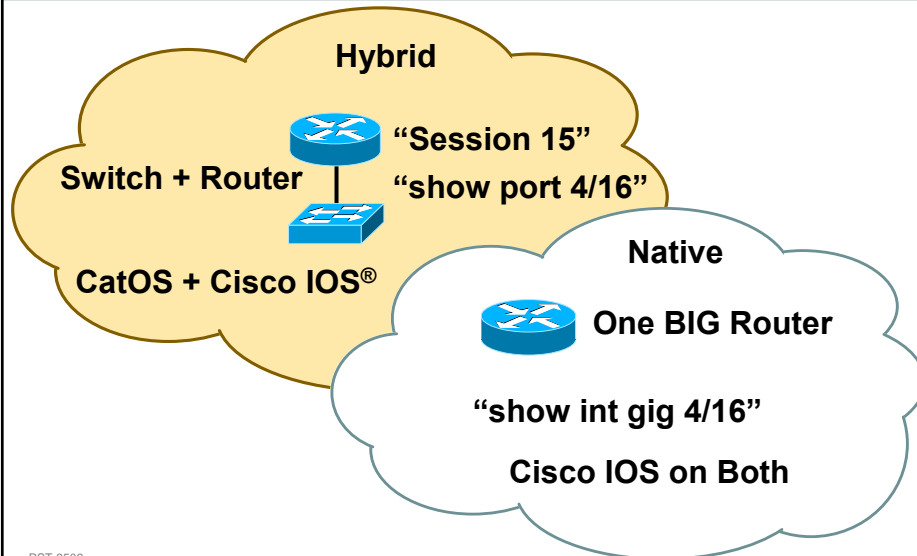 Hybrid
“Session 15”
Switch + Router
“show port 4/16”
CatOS + Cisco IOS®
Native
One BIG Router
“show int gig 4/16”
Cisco IOS on Both